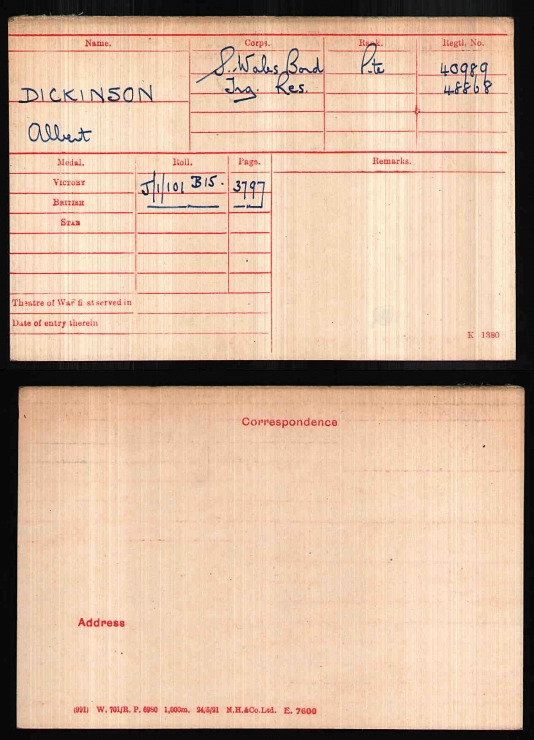 Name. Corps. Rank. Regtl. No.
S. Wales Bord Pte 40989
DICKINSON Trg. Res. 48868
Albert
Medal. Roll. Page. Remarks.
VICTORY J/1/101 B15. 3797
BRITISH
STAR
Theatre of War first served in
Date of entry therein
K 1380
Correspondence
Address
(991) W. 701/R. P. 6980 1,000m. 24/5/21 N.H.&Co.Ltd. E. 7600